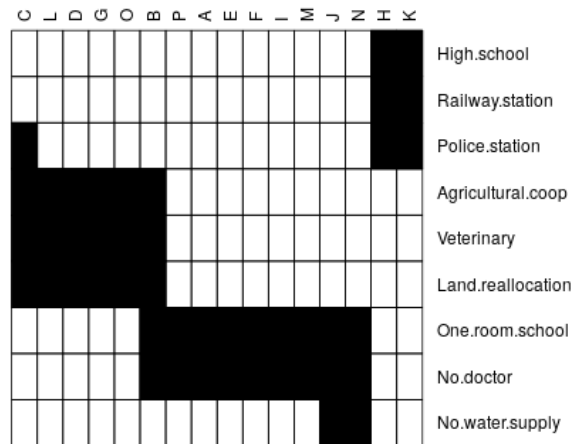 C L D G O B P A E F I M J N H K
High.school
Railway.station
Police.station
Agricultural.coop
Veterinary
Land.reallocation
One.room.school
No.doctor
No.water.supply